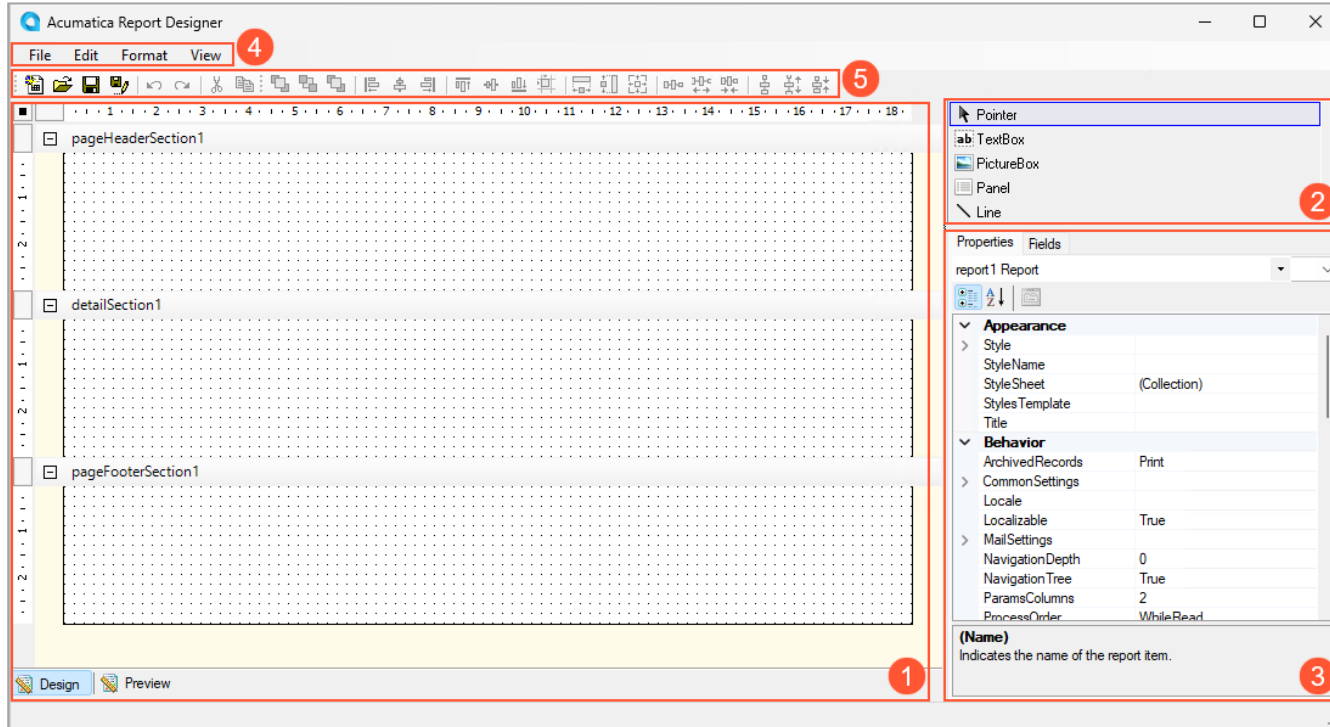 Acumatica Report Designer
File Edit Format View
4
5
1 2 3 4 5 6 7 8 9 10 11 12 13 14 15 16 17 18
pageHeaderSection1
1
2
detailSection1
1
2
pageFooterSection1
1
2
Design Preview
1
Pointer
ab TextBox
PictureBox
Panel
Line
2
Properties Fields
report1 Report
A
Z
Appearance
Style
StyleName
StyleSheet (Collection)
StylesTemplate
Title
Behavior
ArchivedRecords Print
CommonSettings
Locale
Localizable True
MailSettings
NavigationDepth 0
NavigationTree True
ParamsColumns 2
ProcessOrder WhileRead
(Name)
Indicates the name of the report item.
3